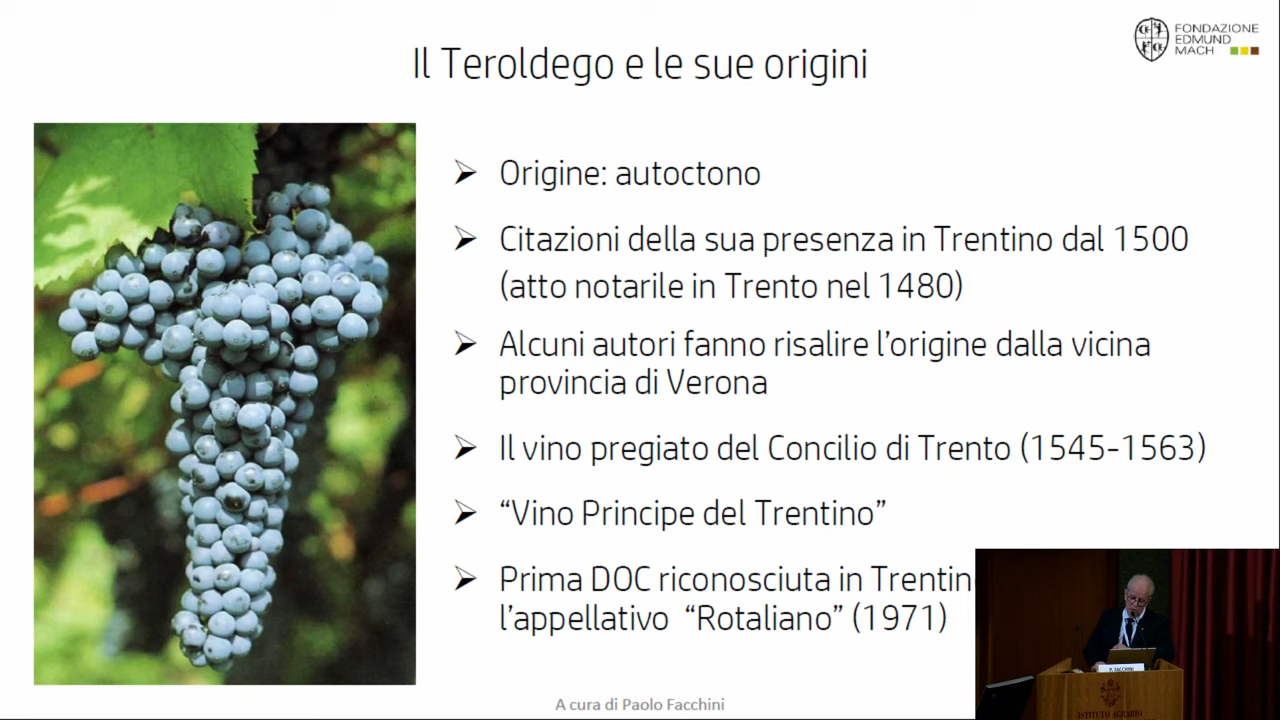 FONDAZIONE
EDMUND
MACH
Il Teroldego e le sue origini
Origine: autoctono
Citazioni della sua presenza in Trentino dal 1500
(atto notarile in Trento nel 1480)
Alcuni autori fanno risalire l’origine dalla vicina
provincia di Verona
Il vino pregiato del Concilio di Trento (1545-1563)
“Vino Principe del Trentino”
Prima DOC riconosciuta in Trentin
l’appellativo “Rotaliano” (1971)
A cura di Paolo Facchini
P. FACCHINI
ISTITUTO AGRARIO